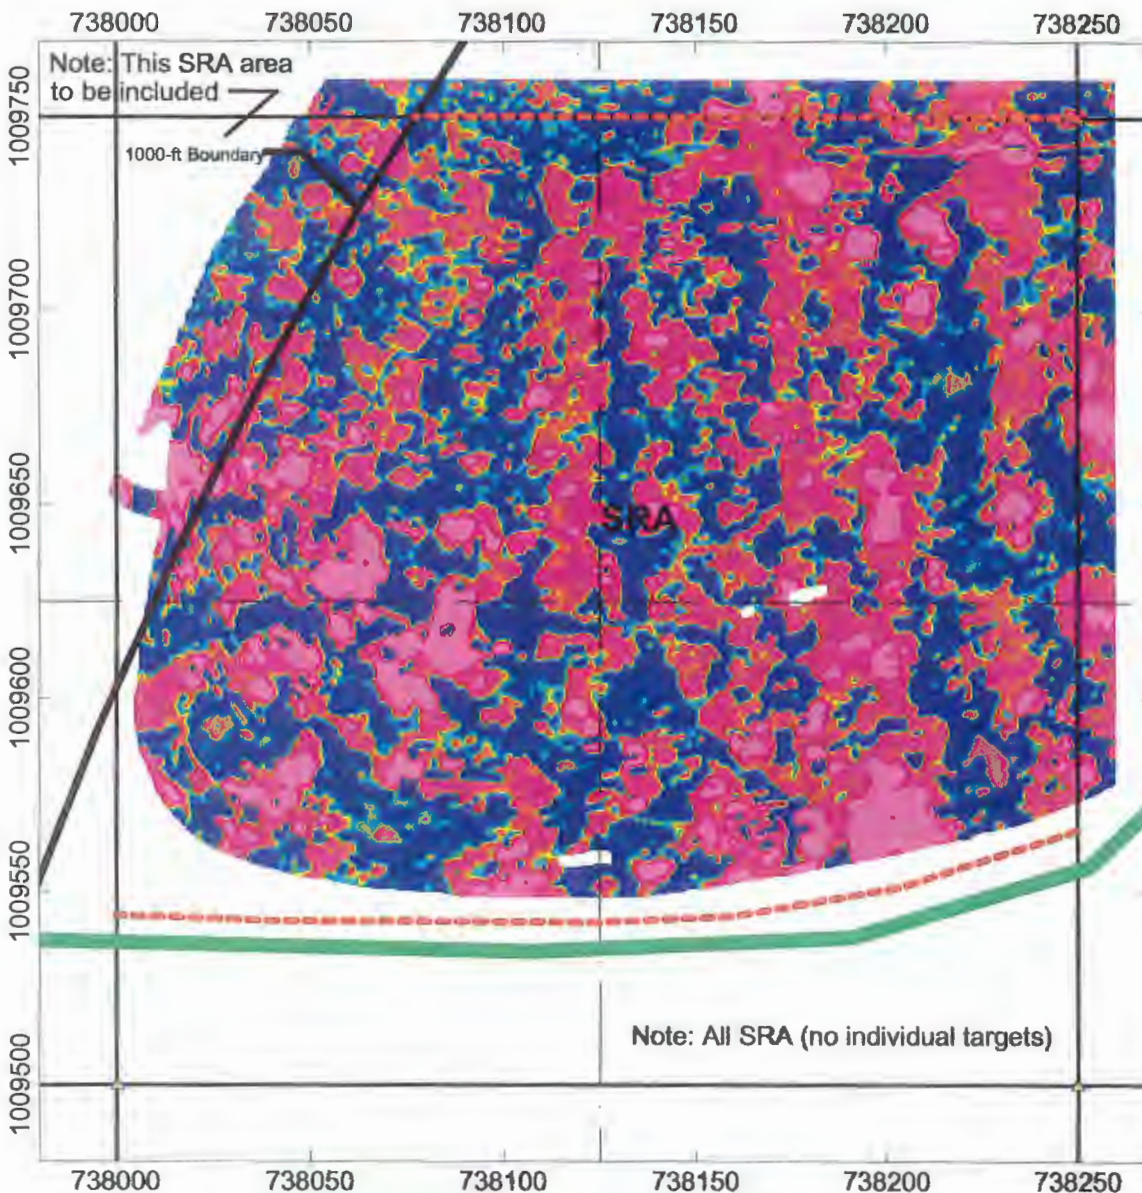 738000 738050 738100 738150 738200 738250
Note: This SRA area
to be included
1000-ft Boundary
1009750
1009700
1009650
1009600
1009550
1009500
SRA
Note: All SRA (no individual targets)
738000 738050 738100 738150 738200 738250